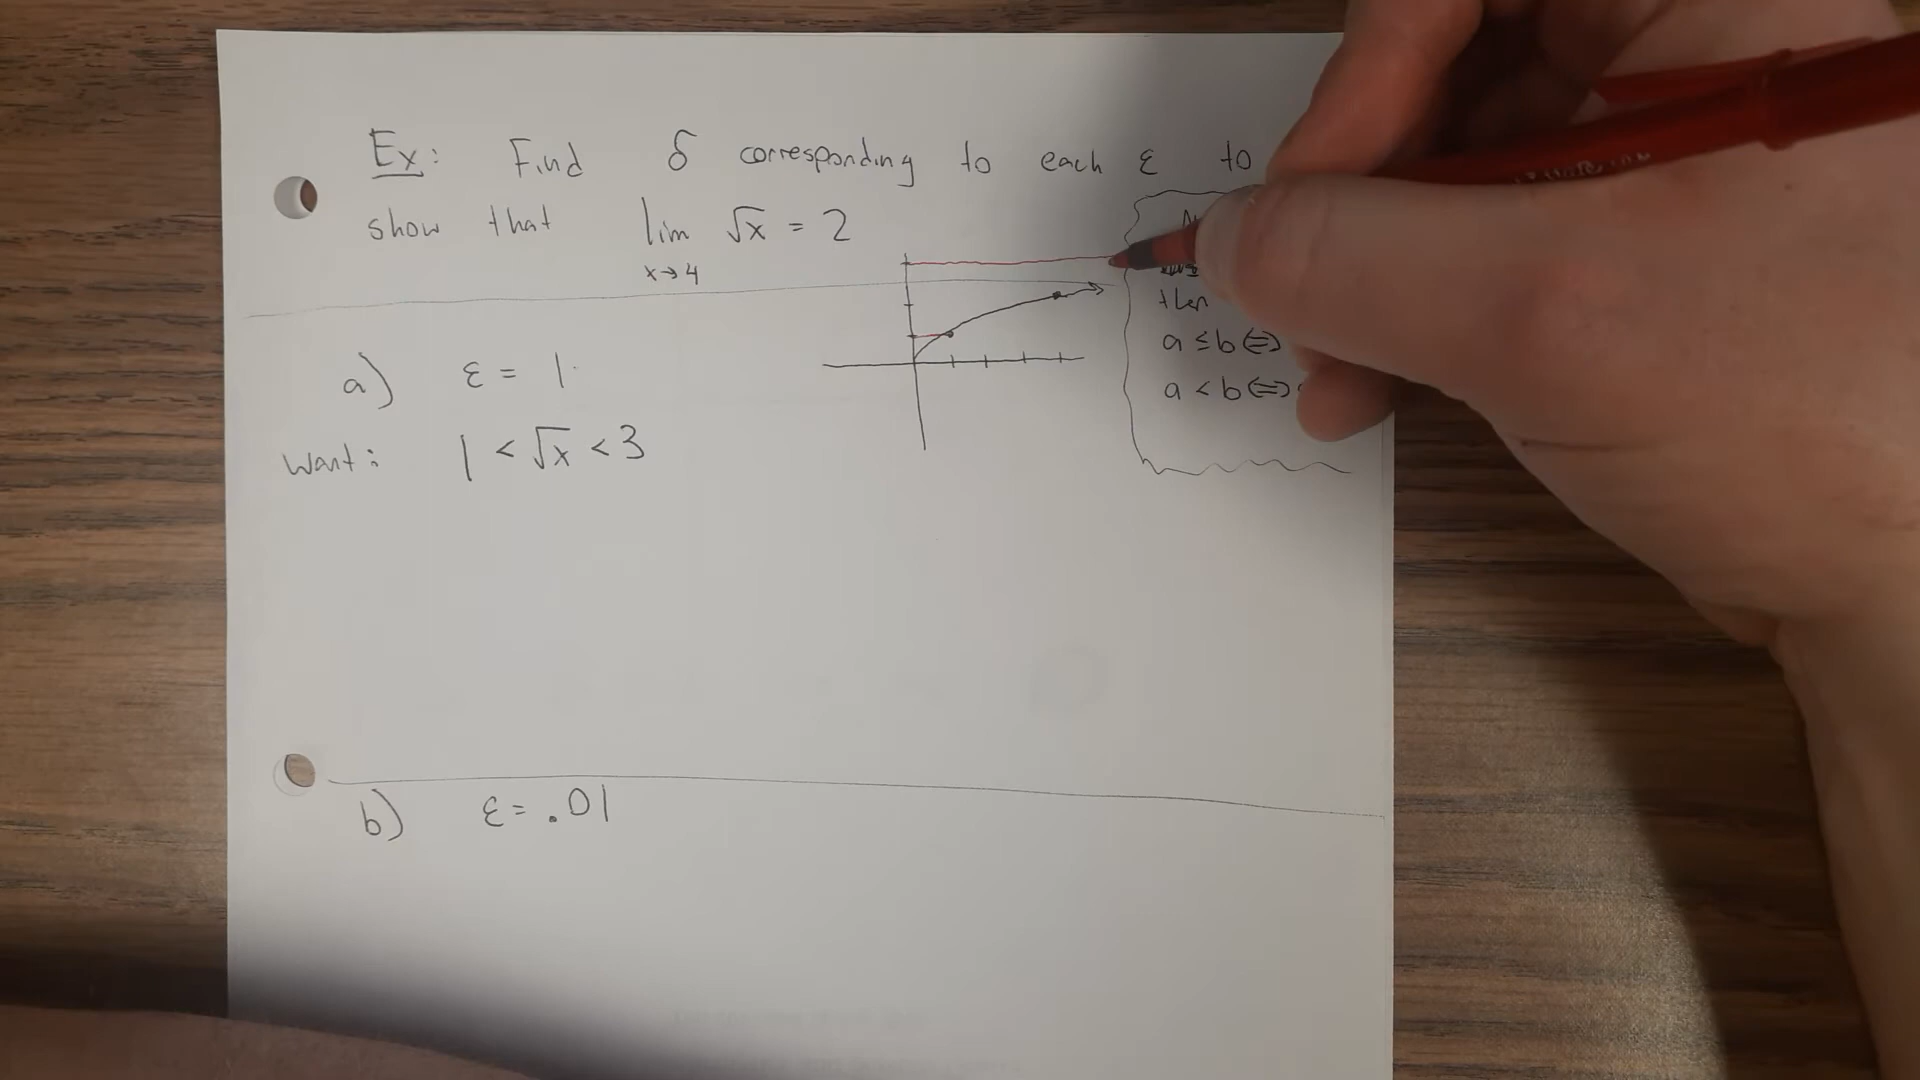 Ex: Find δ corresponding to each ε to
show that lim √x = 2
x→4
then
a ≤ b ⟺
a < b ⟺
a) ε = 1
want: 1 < √x < 3
b) ε = .01